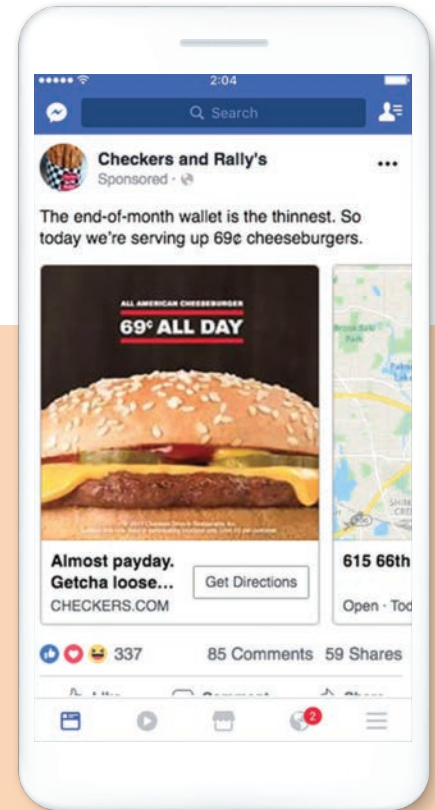 2:04
Search
Checkers and Rally's
Sponsored ·
The end-of-month wallet is the thinnest. So
today we're serving up 69¢ cheeseburgers.
ALL AMERICAN CHEESEBURGER
69¢ ALL DAY
Almost payday.
Getcha loose...
CHECKERS.COM
Get Directions
615 66th
Open · Tod
337
85 Comments
59 Shares
2